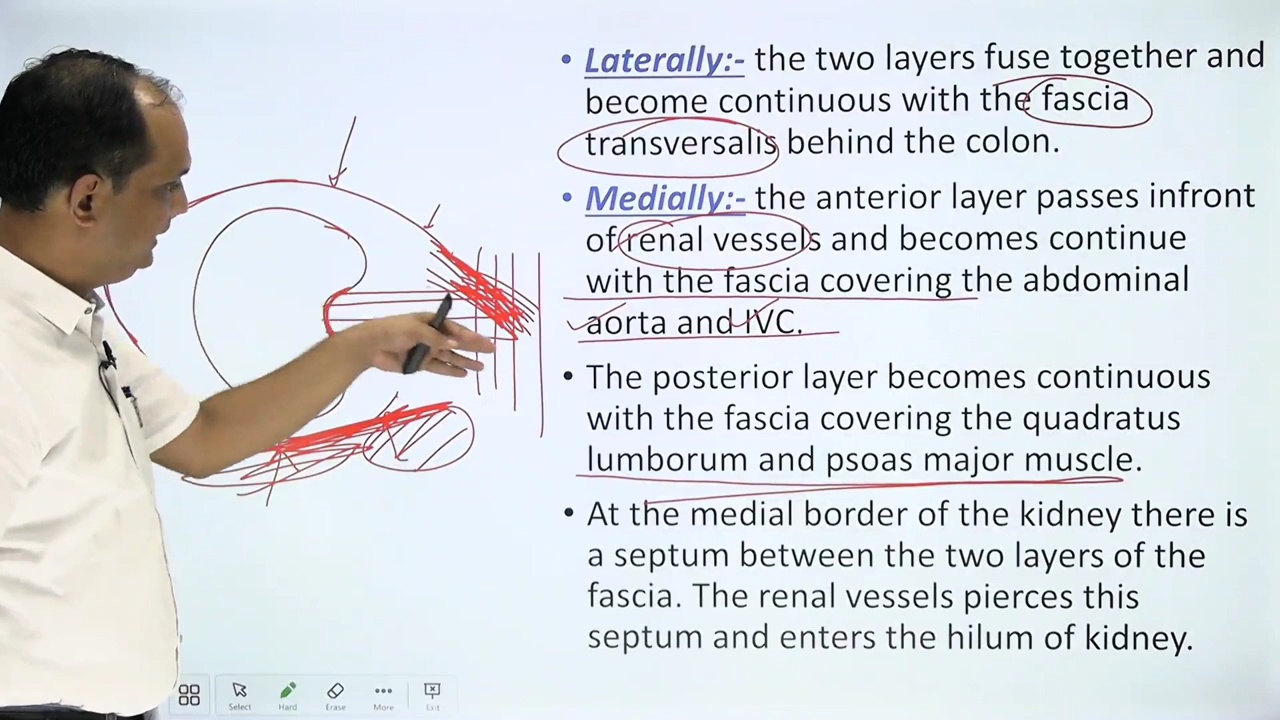 • Laterally:- the two layers fuse together and
become continuous with the fascia
transversalis behind the colon.
• Medially:- the anterior layer passes infront
of renal vessels and becomes continue
with the fascia covering the abdominal
aorta and IVC.
• The posterior layer becomes continuous
with the fascia covering the quadratus
lumborum and psoas major muscle.
• At the medial border of the kidney there is
a septum between the two layers of the
fascia. The renal vessels pierces this
septum and enters the hilum of kidney.
Select Hard Erase More Exit